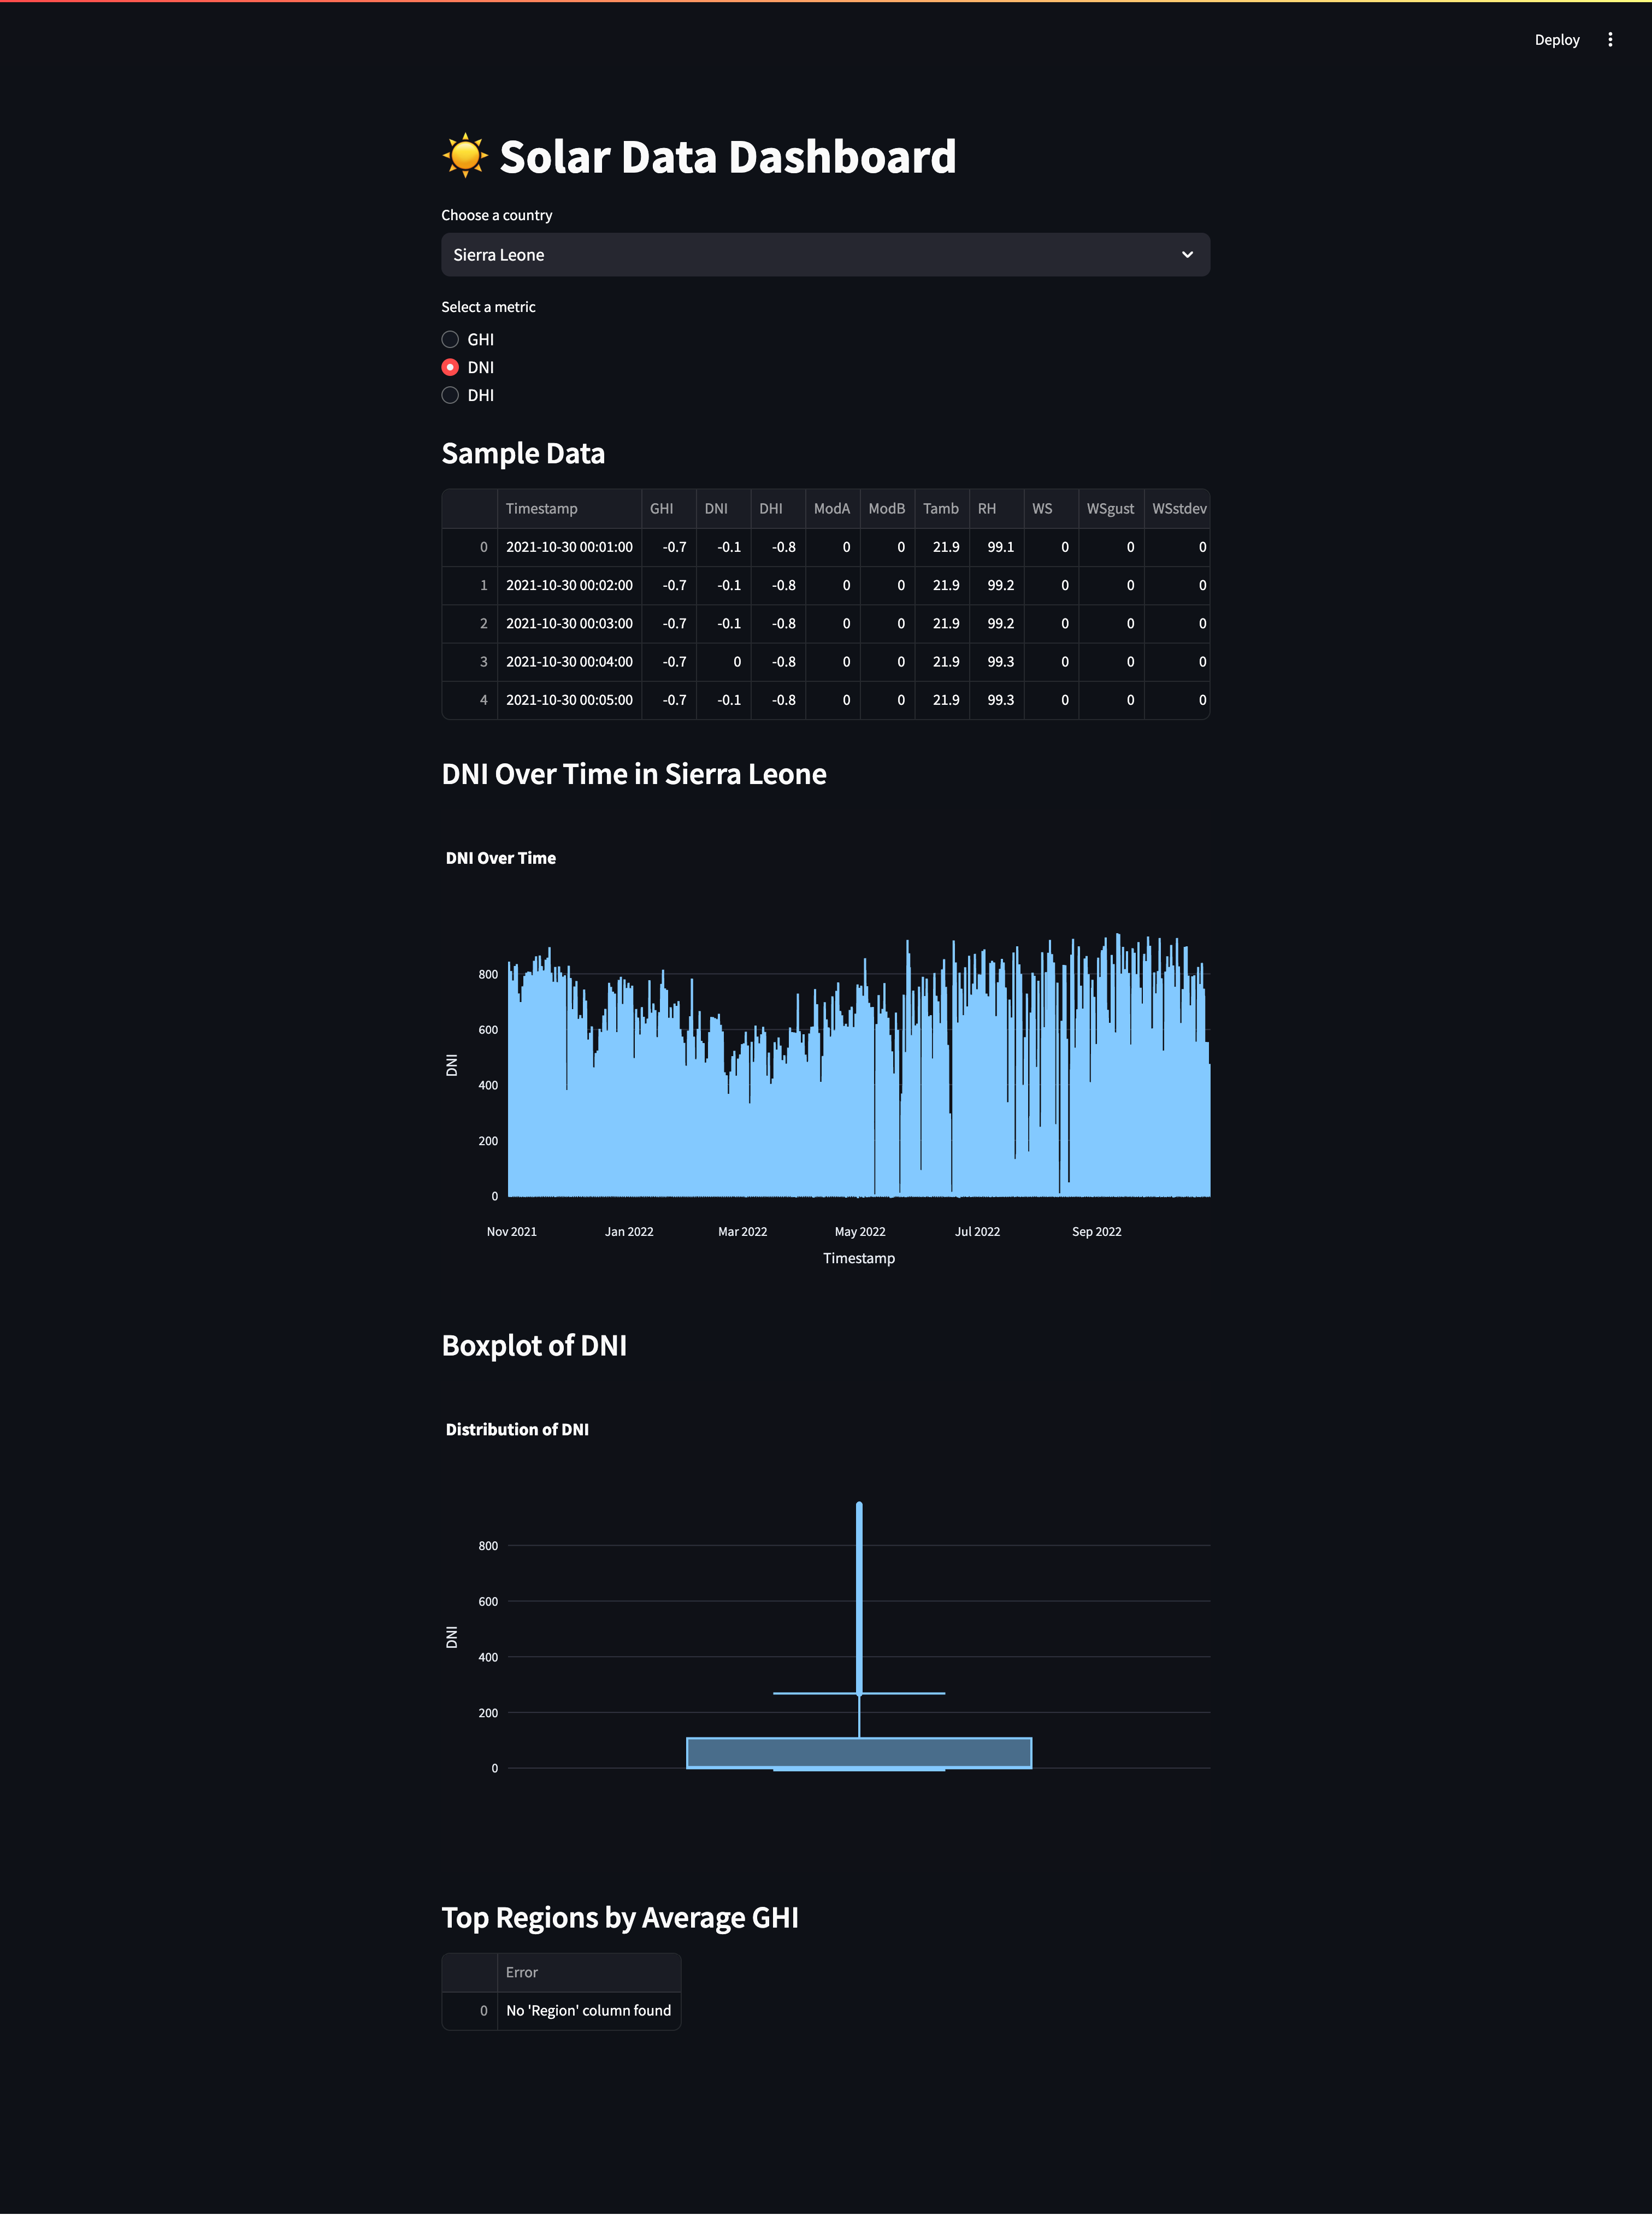 Deploy
Solar Data Dashboard
Choose a country
Sierra Leone
Select a metric
GHI
DNI
DHI
Sample Data
Timestamp GHI DNI DHI ModA ModB Tamb RH WS WSgust WSstdev
0 2021-10-30 00:01:00 -0.7 -0.1 -0.8 0 0 21.9 99.1 0 0 0
1 2021-10-30 00:02:00 -0.7 -0.1 -0.8 0 0 21.9 99.2 0 0 0
2 2021-10-30 00:03:00 -0.7 -0.1 -0.8 0 0 21.9 99.2 0 0 0
3 2021-10-30 00:04:00 -0.7 0 -0.8 0 0 21.9 99.3 0 0 0
4 2021-10-30 00:05:00 -0.7 -0.1 -0.8 0 0 21.9 99.3 0 0 0
DNI Over Time in Sierra Leone
DNI Over Time
800
600
DNI
400
200
0
Nov 2021 Jan 2022 Mar 2022 May 2022 Jul 2022 Sep 2022
Timestamp
Boxplot of DNI
Distribution of DNI
800
600
DNI
400
200
0
Top Regions by Average GHI
Error
0 No 'Region' column found